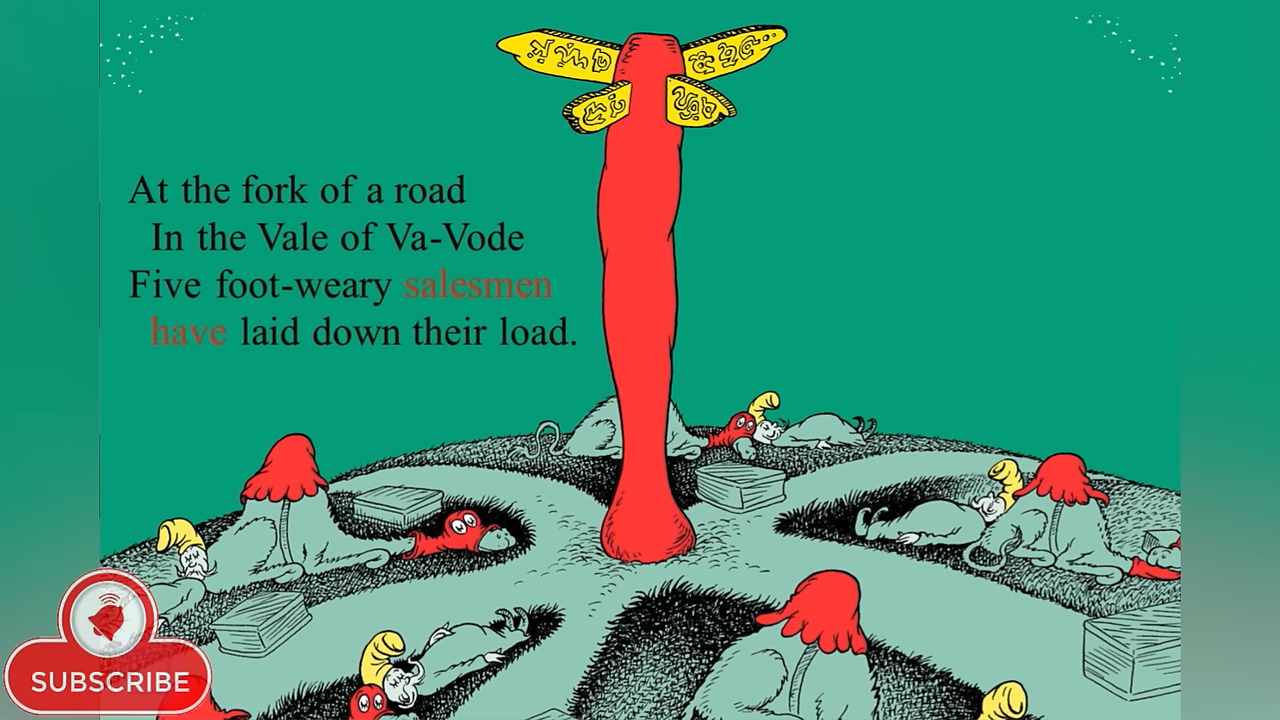 At the fork of a road
In the Vale of Va-Vode
Five foot-weary salesmen
have laid down their load.
SUBSCRIBE